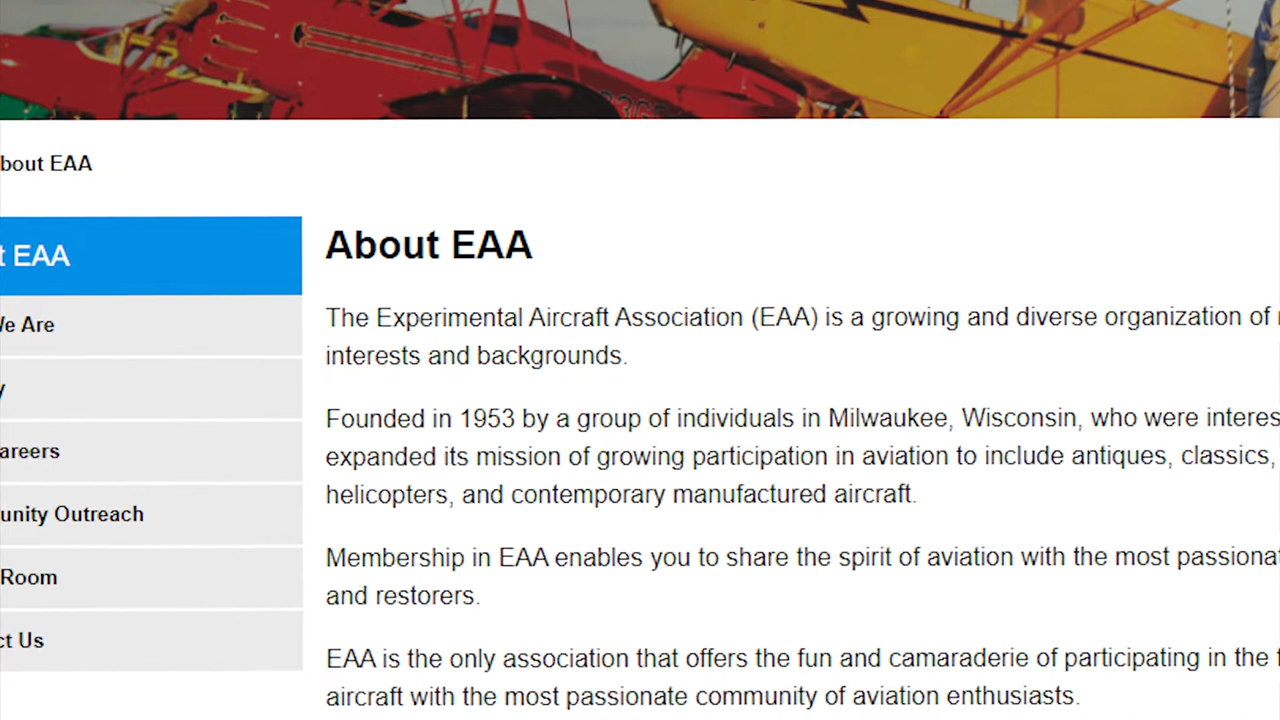 bout EAA
t EAA
About EAA
We Are
The Experimental Aircraft Association (EAA) is a growing and diverse organization of
interests and backgrounds.
y
Founded in 1953 by a group of individuals in Milwaukee, Wisconsin, who were interes
areers
expanded its mission of growing participation in aviation to include antiques, classics,
helicopters, and contemporary manufactured aircraft.
unity Outreach
Membership in EAA enables you to share the spirit of aviation with the most passionat
Room
and restorers.
ct Us
EAA is the only association that offers the fun and camaraderie of participating in the f
aircraft with the most passionate community of aviation enthusiasts.